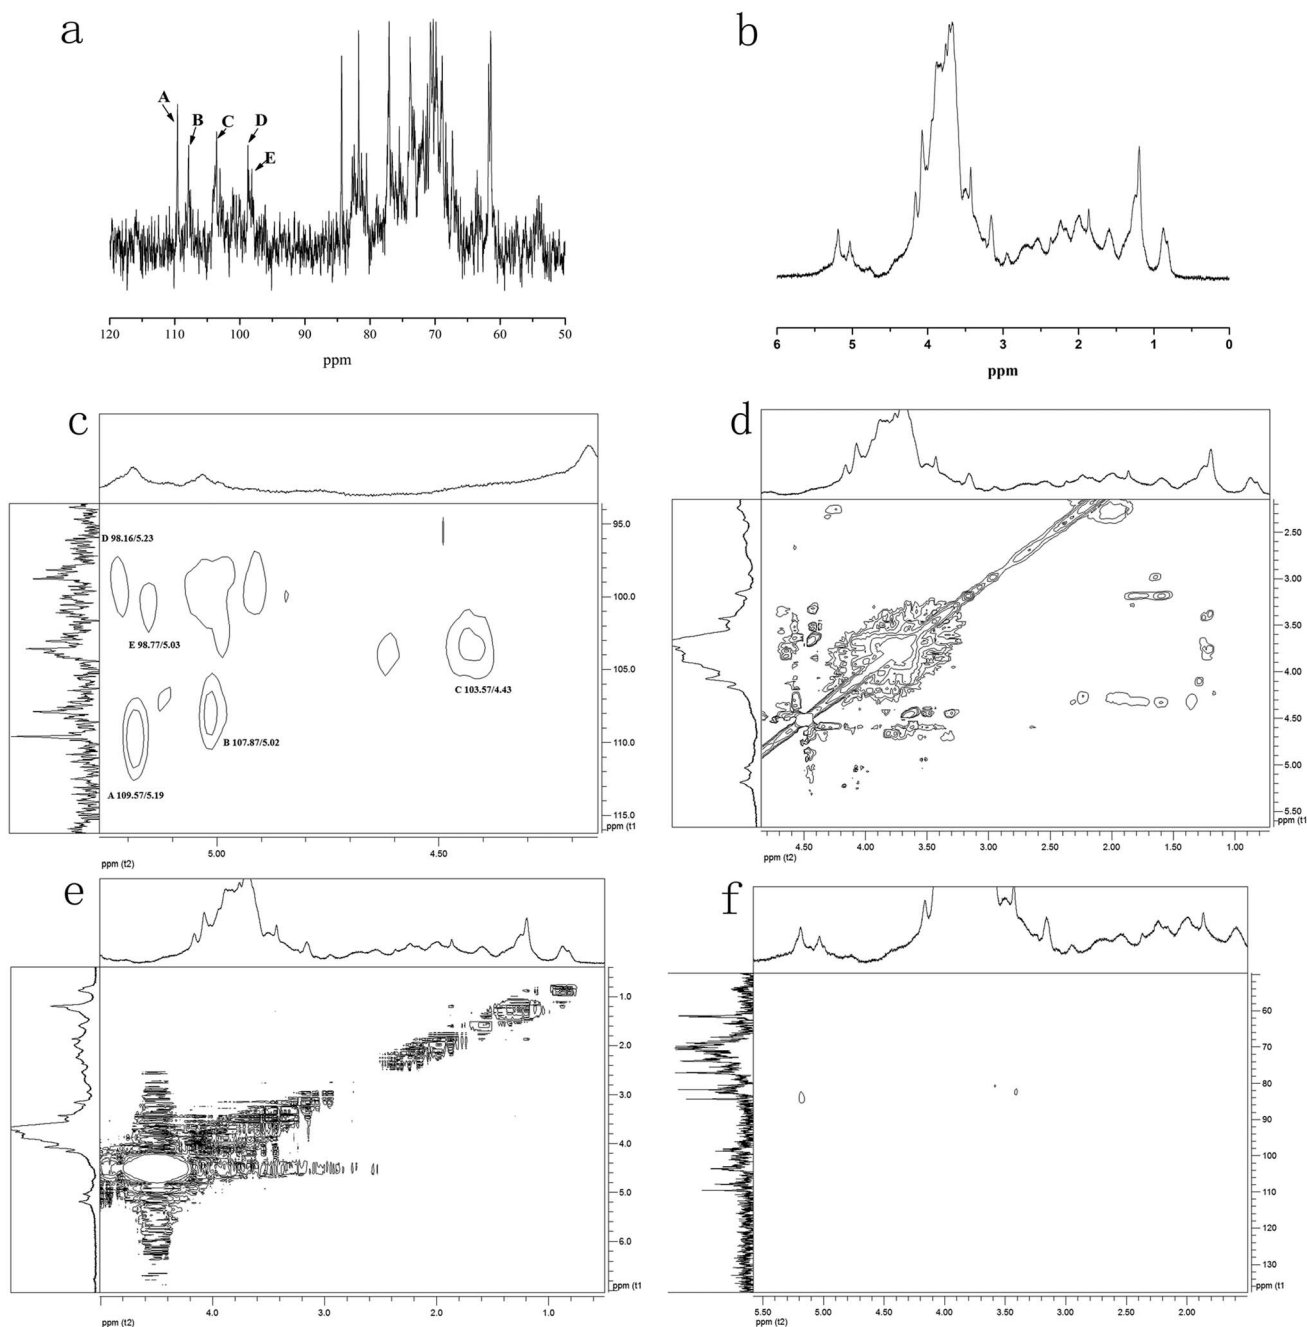 a
A
B
C
D
E
120 110 100 90 80 70 60 50
ppm
b
6 5 4 3 2 1 0
ppm
c
D 98.16/5.23
E 98.77/5.03
C 103.57/4.43
B 107.87/5.02
A 109.57/5.19
95.0
100.0
105.0
110.0
115.0
ppm (t1
5.00 4.50
ppm (t2)
d
2.50
3.00
3.50
4.00
4.50
5.00
5.50
ppm (t1
4.50 4.00 3.50 3.00 2.50 2.00 1.50 1.00
ppm (t2)
e
1.0
2.0
3.0
4.0
5.0
6.0
ppm (t1
4.0 3.0 2.0 1.0
ppm (t2)
f
60
70
80
90
100
110
120
130
ppm (t1
5.50 5.00 4.50 4.00 3.50 3.00 2.50 2.00
ppm (t2)